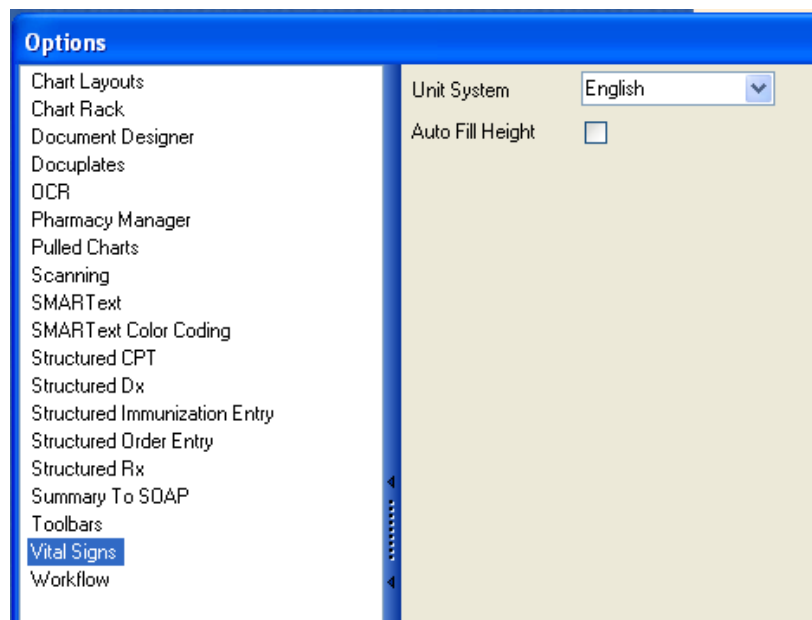 Options
Chart Layouts
Chart Rack
Document Designer
Docuplates
OCR
Pharmacy Manager
Pulled Charts
Scanning
SMARText
SMARText Color Coding
Structured CPT
Structured Dx
Structured Immunization Entry
Structured Order Entry
Structured Rx
Summary To SOAP
Toolbars
Vital Signs
Workflow
Unit System English
Auto Fill Height